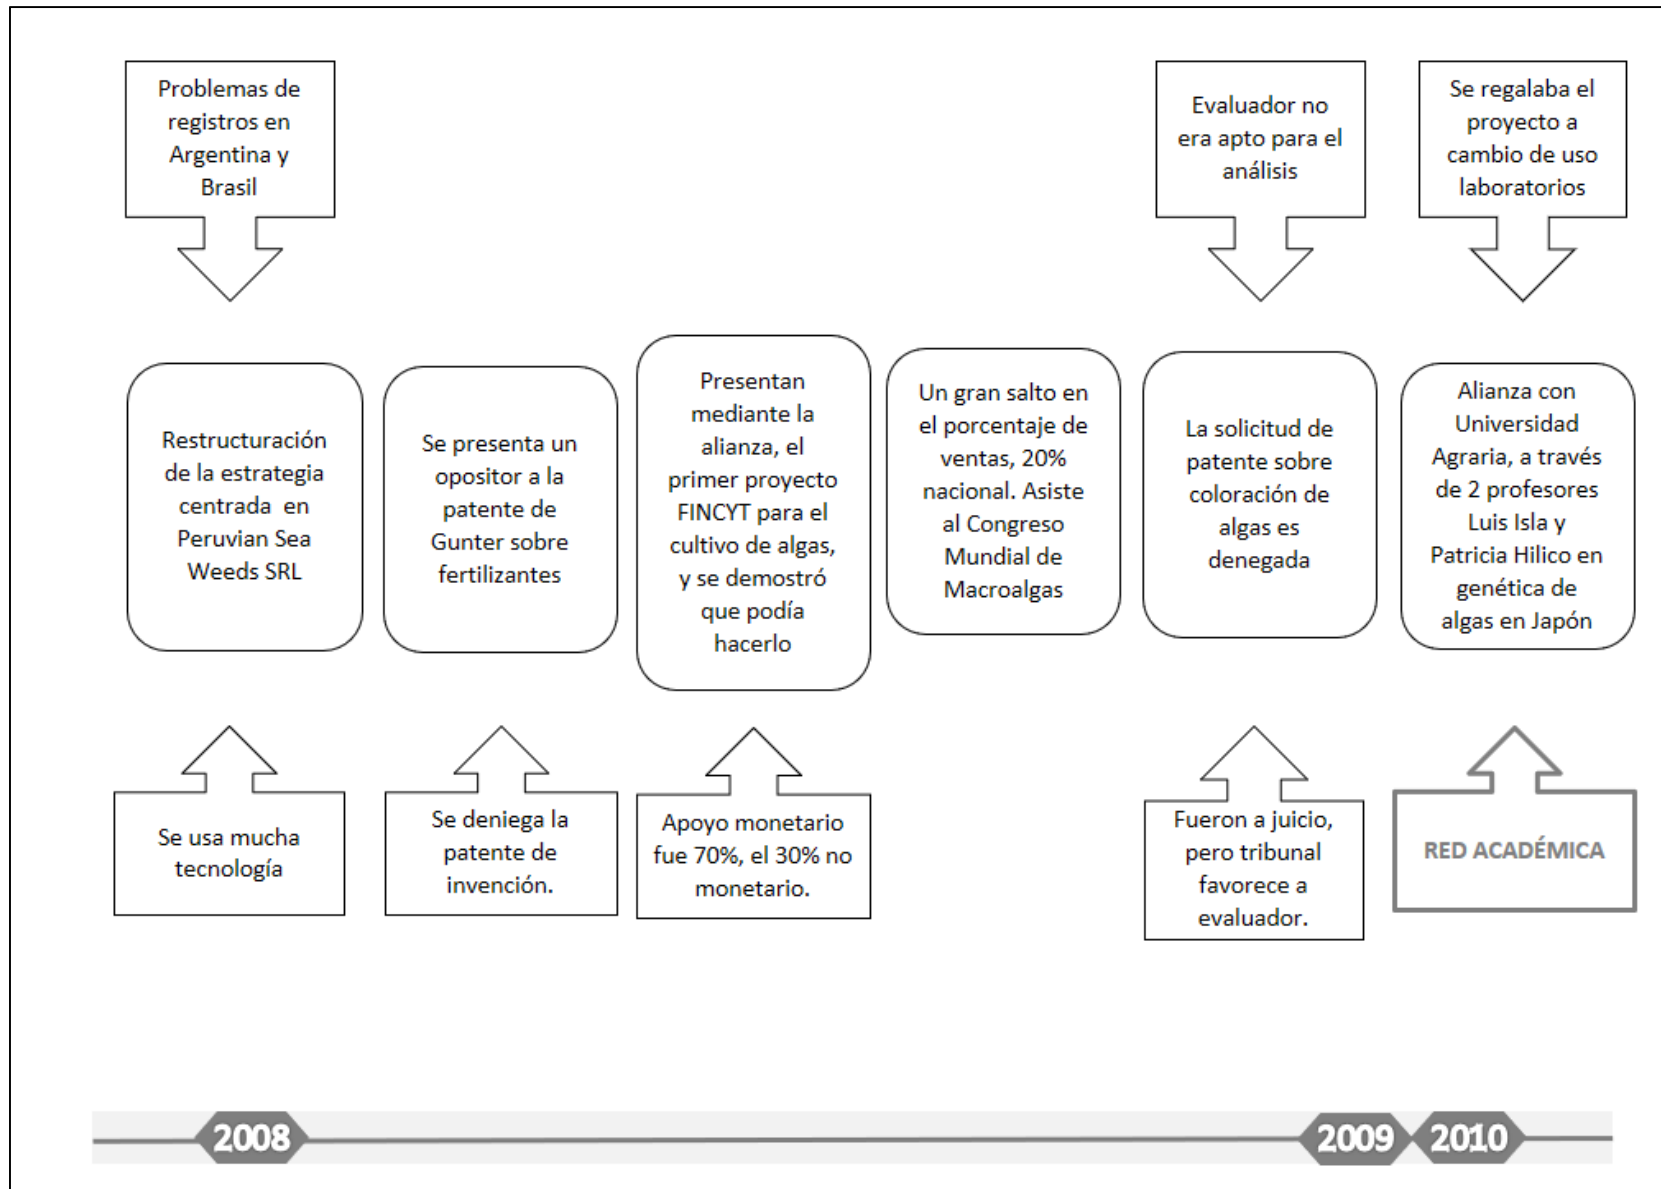 Problemas de
registros en
Argentina y
Brasil
Evaluador no
era apto para el
análisis
Se regalaba el
proyecto a
cambio de uso
laboratorios
Restructuración
de la estrategia
centrada en
Peruvian Sea
Weeds SRL
Se presenta un
opositor a la
patente de
Gunter sobre
fertilizantes
Presentan
mediante la
alianza, el
primer proyecto
FINCYT para el
cultivo de algas,
y se demostró
que podía
hacerlo
Un gran salto en
el porcentaje de
ventas, 20%
nacional. Asiste
al Congreso
Mundial de
Macroalgas
La solicitud de
patente sobre
coloración de
algas es
denegada
Alianza con
Universidad
Agraria, a través
de 2 profesores
Luis Isla y
Patricia Hilico en
genética de
algas en Japón
Se usa mucha
tecnología
Se deniega la
patente de
invención.
Apoyo monetario
fue 70%, el 30% no
monetario.
Fueron a juicio,
pero tribunal
favorece a
evaluador.
RED ACADÉMICA
2008
2009
2010